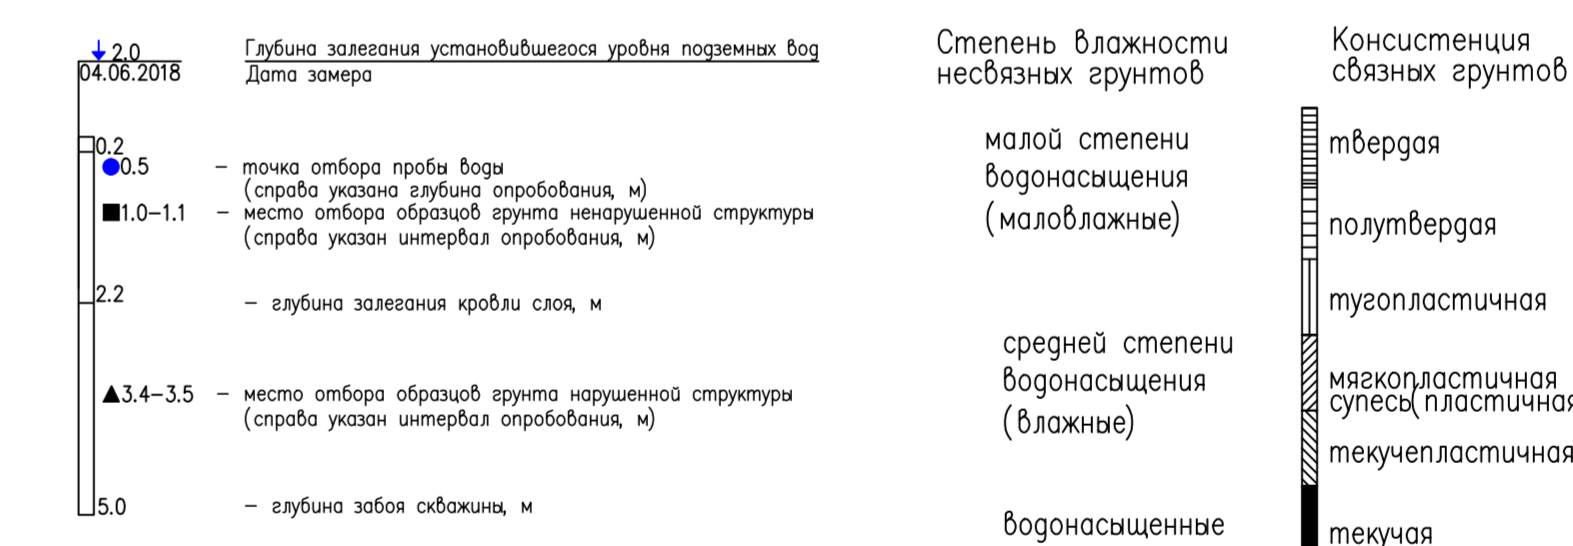 2.0
Глубина залегания установившегося уровня подземных вод
04.06.2018
Дата замера
0.2
0.5 – точка отбора пробы воды
(справа указана глубина опробования, м)
1.0–1.1 – место отбора образцов грунта ненарушенной структуры
(справа указан интервал опробования, м)
2.2 – глубина залегания кровли слоя, м
3.4–3.5 – место отбора образцов грунта нарушенной структуры
(справа указан интервал опробования, м)
5.0 – глубина забоя скважины, м
Степень влажности
несвязных грунтов
малой степени
водонасыщения
(маловлажные)
средней степени
водонасыщения
(влажные)
водонасыщенные
Консистенция
связных грунтов
твердая
полутвердая
тугопластичная
мягкопластичная
супесь(пластичная
текучепластичная
текучая